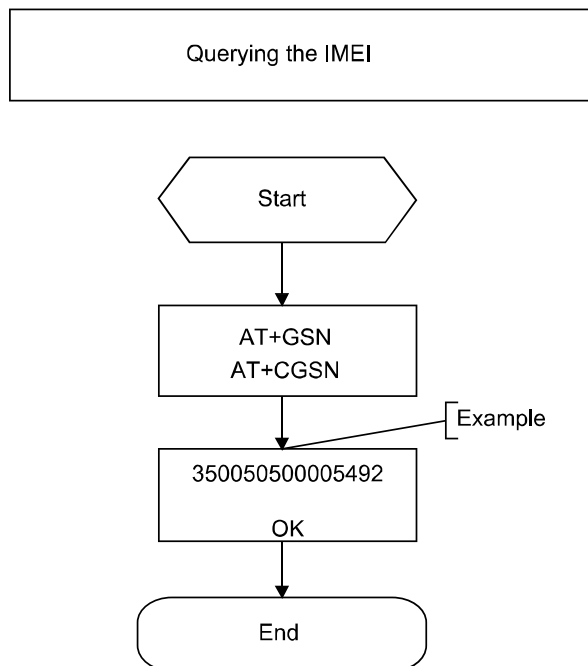 Querying the IMEI
Start
AT+GSN
AT+CGSN
Example
350050500005492
OK
End